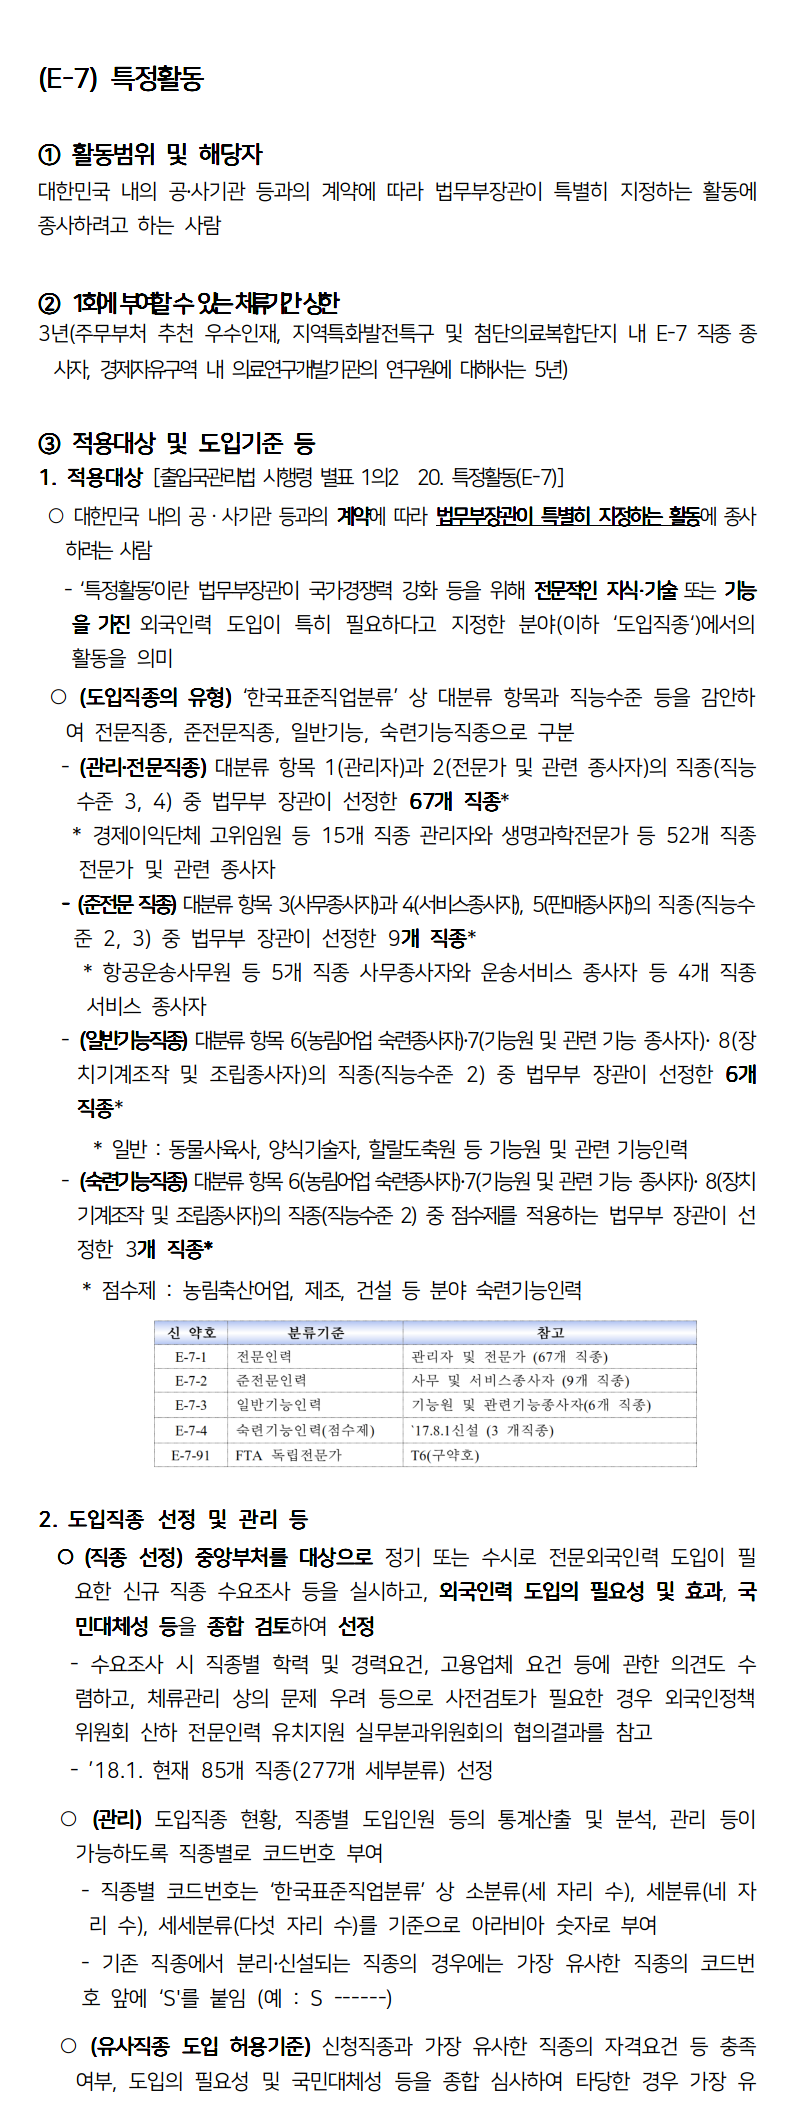 (E-7) 특정활동
① 활동범위 및 해당자
대한민국 내의 공·사기관 등과의 계약에 따라 법무부장관이 특별히 지정하는 활동에
종사하려고 하는 사람
② 1회에 부여할 수 있는 체류기간 상한
3년(주무부처 추천 우수인재, 지역특화발전특구 및 첨단의료복합단지 내 E-7 직종 종
사자, 경제자유구역 내 의료연구개발기관의 연구원에 대해서는 5년)
③ 적용대상 및 도입기준 등
1. 적용대상 [출입국관리법 시행령 별표 1의2 20. 특정활동(E-7)]
○ 대한민국 내의 공·사기관 등과의 계약에 따라 법무부장관이 특별히 지정하는 활동에 종사
하려는 사람
- ‘특정활동’이란 법무부장관이 국가경쟁력 강화 등을 위해 전문적인 지식·기술 또는 기능
을 가진 외국인력 도입이 특히 필요하다고 지정한 분야(이하 ‘도입직종‘)에서의
활동을 의미
○ (도입직종의 유형) ‘한국표준직업분류’ 상 대분류 항목과 직능수준 등을 감안하
여 전문직종, 준전문직종, 일반기능, 숙련기능직종으로 구분
- (관리·전문직종) 대분류 항목 1(관리자)과 2(전문가 및 관련 종사자)의 직종(직능
수준 3, 4) 중 법무부 장관이 선정한 67개 직종*
* 경제이익단체 고위임원 등 15개 직종 관리자와 생명과학전문가 등 52개 직종
전문가 및 관련 종사자
- (준전문 직종) 대분류 항목 3(사무종사자)과 4(서비스종사자), 5(판매종사자)의 직종(직능수
준 2, 3) 중 법무부 장관이 선정한 9개 직종*
* 항공운송사무원 등 5개 직종 사무종사자와 운송서비스 종사자 등 4개 직종
서비스 종사자
- (일반기능직종) 대분류 항목 6(농림어업 숙련종사자)·7(기능원 및 관련 기능 종사자)· 8(장
치기계조작 및 조립종사자)의 직종(직능수준 2) 중 법무부 장관이 선정한 6개
직종*
* 일반 : 동물사육사, 양식기술자, 할랄도축원 등 기능원 및 관련 기능인력
- (숙련기능직종) 대분류 항목 6(농림어업 숙련종사자)·7(기능원 및 관련 기능 종사자)· 8(장치
기계조작 및 조립종사자)의 직종(직능수준 2) 중 점수제를 적용하는 법무부 장관이 선
정한 3개 직종*
* 점수제 : 농림축산어업, 제조, 건설 등 분야 숙련기능인력
신 약호 분류기준 참고
E-7-1 전문인력 관리자 및 전문가 (67개 직종)
E-7-2 준전문인력 사무 및 서비스종사자 (9개 직종)
E-7-3 일반기능인력 기능원 및 관련기능종사자(6개 직종)
E-7-4 숙련기능인력(점수제) `17.8.1신설 (3 개직종)
E-7-91 FTA 독립전문가 T6(구약호)
2. 도입직종 선정 및 관리 등
○ (직종 선정) 중앙부처를 대상으로 정기 또는 수시로 전문외국인력 도입이 필
요한 신규 직종 수요조사 등을 실시하고, 외국인력 도입의 필요성 및 효과, 국
민대체성 등을 종합 검토하여 선정
- 수요조사 시 직종별 학력 및 경력요건, 고용업체 요건 등에 관한 의견도 수
렴하고, 체류관리 상의 문제 우려 등으로 사전검토가 필요한 경우 외국인정책
위원회 산하 전문인력 유치지원 실무분과위원회의 협의결과를 참고
- ’18.1. 현재 85개 직종(277개 세부분류) 선정
○ (관리) 도입직종 현황, 직종별 도입인원 등의 통계산출 및 분석, 관리 등이
가능하도록 직종별로 코드번호 부여
- 직종별 코드번호는 ‘한국표준직업분류’ 상 소분류(세 자리 수), 세분류(네 자
리 수), 세세분류(다섯 자리 수)를 기준으로 아라비아 숫자로 부여
- 기존 직종에서 분리·신설되는 직종의 경우에는 가장 유사한 직종의 코드번
호 앞에 ‘S'를 붙임 (예 : S ------)
○ (유사직종 도입 허용기준) 신청직종과 가장 유사한 직종의 자격요건 등 충족
여부, 도입의 필요성 및 국민대체성 등을 종합 심사하여 타당한 경우 가장 유